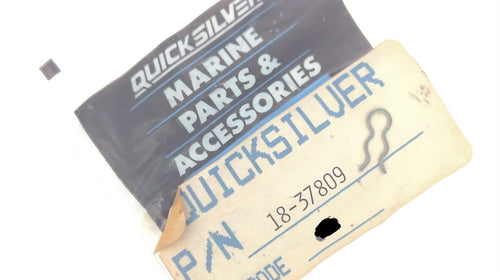 QUICKSILVER
MARINE
PARTS &
ACCESSORIES
QUICKSILVER
P/N 18-37809
CODE